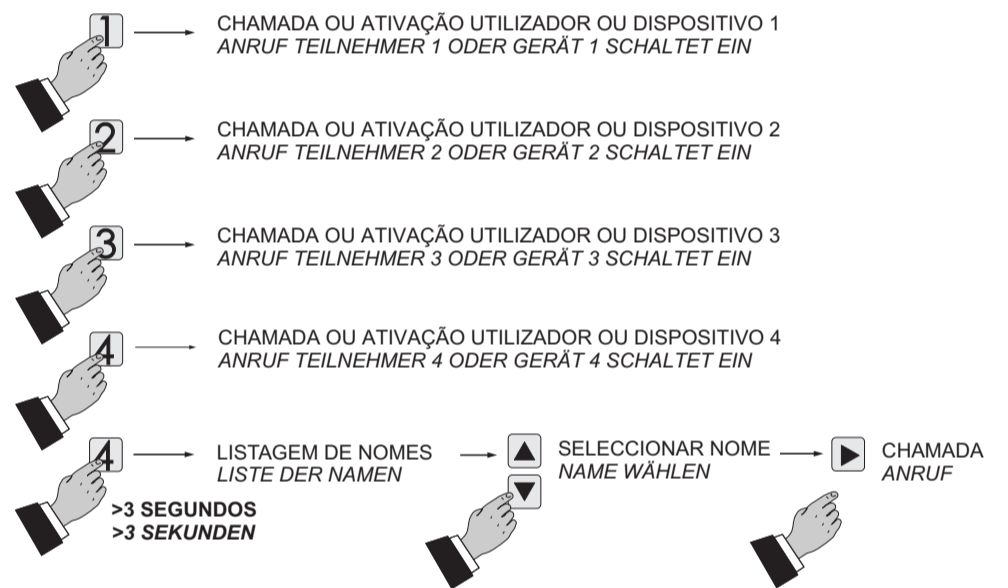 1
CHAMADA OU ATIVAÇÃO UTILIZADOR OU DISPOSITIVO 1
ANRUF TEILNEHMER 1 ODER GERÄT 1 SCHALTET EIN
2
CHAMADA OU ATIVAÇÃO UTILIZADOR OU DISPOSITIVO 2
ANRUF TEILNEHMER 2 ODER GERÄT 2 SCHALTET EIN
3
CHAMADA OU ATIVAÇÃO UTILIZADOR OU DISPOSITIVO 3
ANRUF TEILNEHMER 3 ODER GERÄT 3 SCHALTET EIN
4
CHAMADA OU ATIVAÇÃO UTILIZADOR OU DISPOSITIVO 4
ANRUF TEILNEHMER 4 ODER GERÄT 4 SCHALTET EIN
4
>3 SEGUNDOS
>3 SEKUNDEN
LISTAGEM DE NOMES
LISTE DER NAMEN
SELECCIONAR NOME
NAME WÄHLEN
CHAMADA
ANRUF